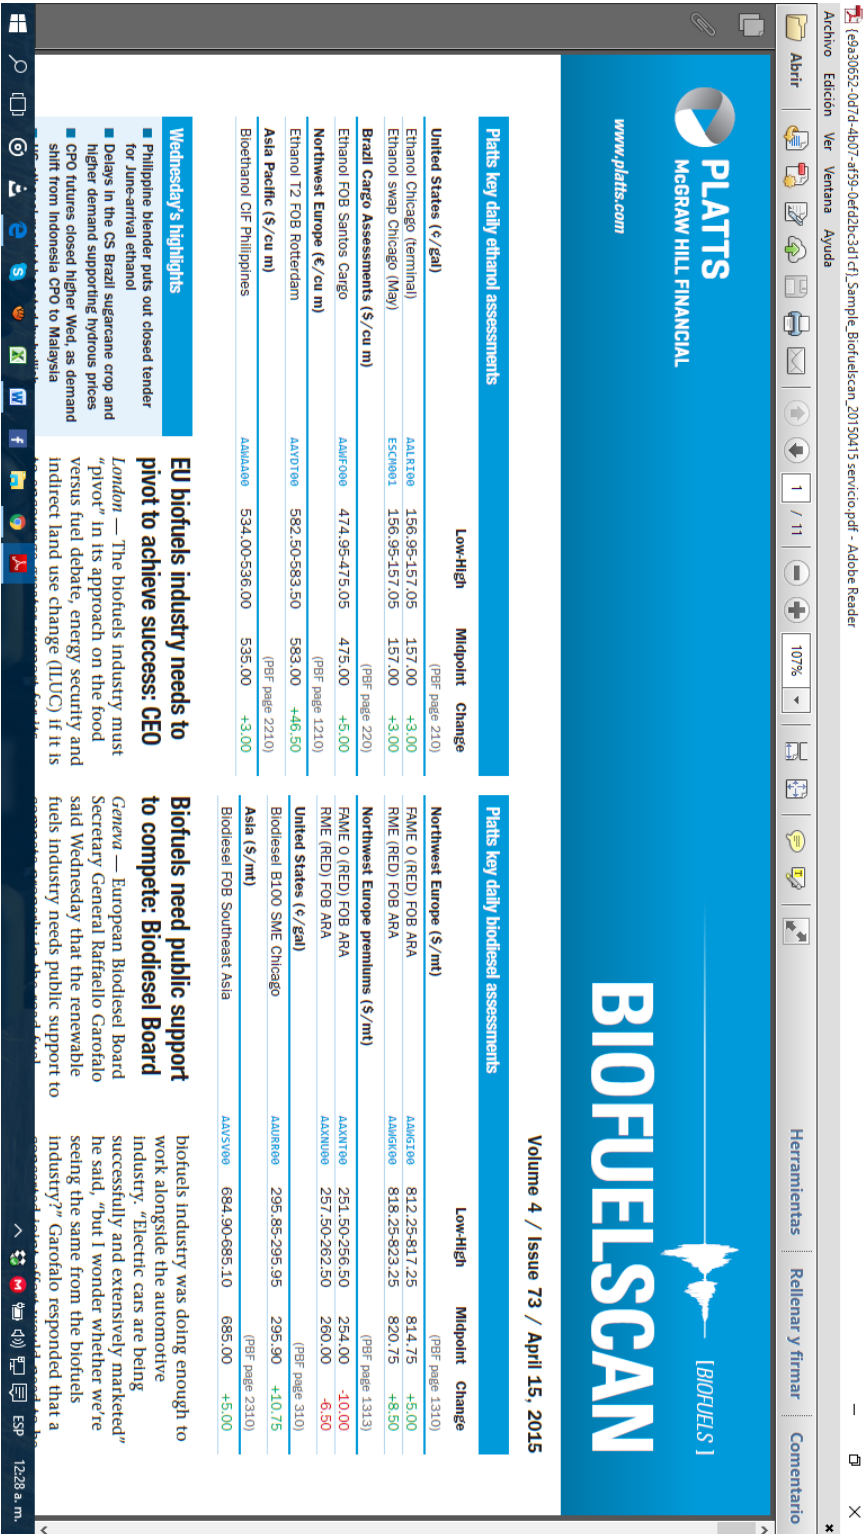 {e9a30652-0d7d-4b07-af59-0efd2bc3d1cf}_Sample_Biofuelscan_20150415 servicio.pdf - Adobe Reader
Archivo Edición Ver Ventana Ayuda
Abrir 1 / 11 107% Herramientas Rellenar y firmar Comentario
PLATTS
McGRAW HILL FINANCIAL
www.platts.com
[BIOFUELS ]
BIOFUELSCAN
Volume 4 / Issue 73 / April 15, 2015
Platts key daily ethanol assessments
Low-High Midpoint Change
United States (¢/gal) (PBF page 210)
Ethanol Chicago (terminal) AALRI00 156.95-157.05 157.00 +3.00
Ethanol swap Chicago (May) ESCM001 156.95-157.05 157.00 +3.00
Brazil Cargo Assessments ($/cu m) (PBF page 220)
Ethanol FOB Santos Cargo AAWFO00 474.95-475.05 475.00 +5.00
Northwest Europe (€/cu m) (PBF page 1210)
Ethanol T2 FOB Rotterdam AAYDT00 582.50-583.50 583.00 +46.50
Asia Pacific ($/cu m) (PBF page 2210)
Bioethanol CIF Philippines AAWAA00 534.00-536.00 535.00 +3.00
Platts key daily biodiesel assessments
Low-High Midpoint Change
Northwest Europe ($/mt) (PBF page 1310)
FAME 0 (RED) FOB ARA AAWGI00 812.25-817.25 814.75 +5.00
RME (RED) FOB ARA AAWGK00 818.25-823.25 820.75 +8.50
Northwest Europe premiums ($/mt) (PBF page 1313)
FAME 0 (RED) FOB ARA AAXNT00 251.50-256.50 254.00 -10.00
RME (RED) FOB ARA AAXNU00 257.50-262.50 260.00 -6.50
United States (¢/gal) (PBF page 310)
Biodiesel B100 SME Chicago AAURR00 295.85-295.95 295.90 +10.75
Asia ($/mt) (PBF page 2310)
Biodiesel FOB Southeast Asia AAVSV00 684.90-685.10 685.00 +5.00
Wednesday's highlights
■ Philippine blender puts out closed tender
for June-arrival ethanol
■ Delays in the CS Brazil sugarcane crop and
higher demand supporting hydrous prices
■ CPO futures closed higher Wed, as demand
shift from Indonesia CPO to Malaysia
EU biofuels industry needs to
pivot to achieve success: CEO
London — The biofuels industry must
“pivot” in its approach on the food
versus fuel debate, energy security and
indirect land use change (ILUC) if it is
Biofuels need public support
to compete: Biodiesel Board
Geneva — European Biodiesel Board
Secretary General Raffaello Garofalo
said Wednesday that the renewable
fuels industry needs public support to
biofuels industry was doing enough to
work alongside the automotive
industry. “Electric cars are being
successfully and extensively marketed”
he said, “but I wonder whether we’re
seeing the same from the biofuels
industry?” Garofalo responded that a
ESP 12:28 a. m.